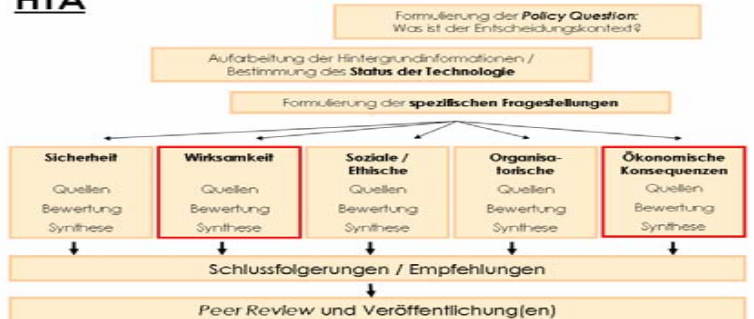 HTA
Formulierung der Policy Question:
Was ist der Entscheidungskontext?
Aufarbeitung der Hintergrundinformationen /
Bestimmung des Status der Technologie
Formulierung der spezifischen Fragestellungen
Sicherheit
Quellen
Bewertung
Synthese
Wirksamkeit
Quellen
Bewertung
Synthese
Soziale /
Ethische
Quellen
Bewertung
Synthese
Organisa-
torische
Quellen
Bewertung
Synthese
Ökonomische
Konsequenzen
Quellen
Bewertung
Synthese
Schlussfolgerungen / Empfehlungen
Peer Review und Veröffentlichung(en)